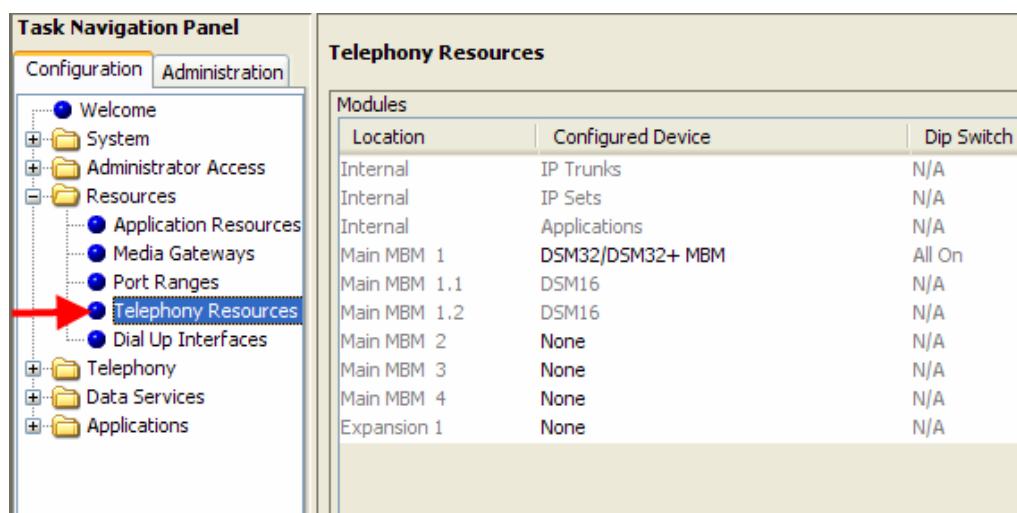 Task Navigation Panel
Configuration
Administration
Welcome
System
Administrator Access
Resources
Application Resources
Media Gateways
Port Ranges
Telephony Resources
Dial Up Interfaces
Telephony
Data Services
Applications
Telephony Resources
Modules
Location Configured Device Dip Switch
Internal IP Trunks N/A
Internal IP Sets N/A
Internal Applications N/A
Main MBM 1 DSM32/DSM32+ MBM All On
Main MBM 1.1 DSM16 N/A
Main MBM 1.2 DSM16 N/A
Main MBM 2 None N/A
Main MBM 3 None N/A
Main MBM 4 None N/A
Expansion 1 None N/A